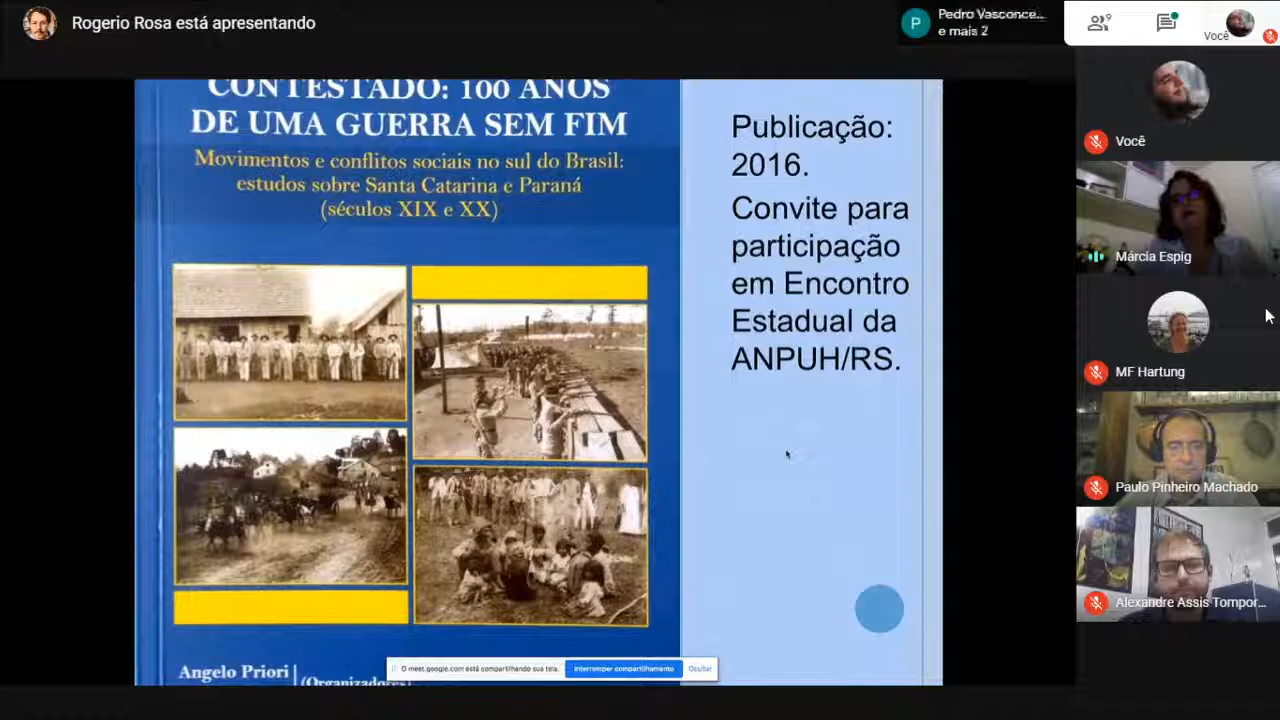 Rogerio Rosa está apresentando
Pedro Vasconce...
e mais 2
9
Você
CONTESTADO: 100 ANOS
DE UMA GUERRA SEM FIM
Movimentos e conflitos sociais no sul do Brasil:
estudos sobre Santa Catarina e Paraná
(séculos XIX e XX)
Angelo Priori
(Organizadores)
Publicação:
2016.
Convite para
participação
em Encontro
Estadual da
ANPUH/RS.
O meet.google.com está compartilhando sua tela.
Interromper compartilhamento
Ocultar
P
Você
Márcia Espig
MF Hartung
Paulo Pinheiro Machado
Alexandre Assis Tompor...